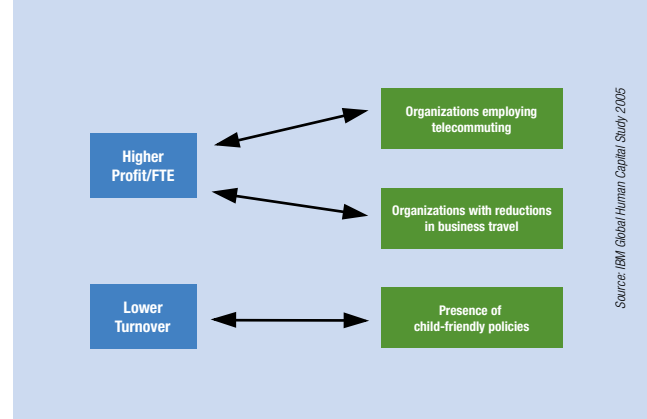 Organizations employing
telecommuting
Higher
Profit/FTE
Organizations with reductions
in business travel
Lower
Turnover
Presence of
child-friendly policies
Source: IBM Global Human Capital Study 2005